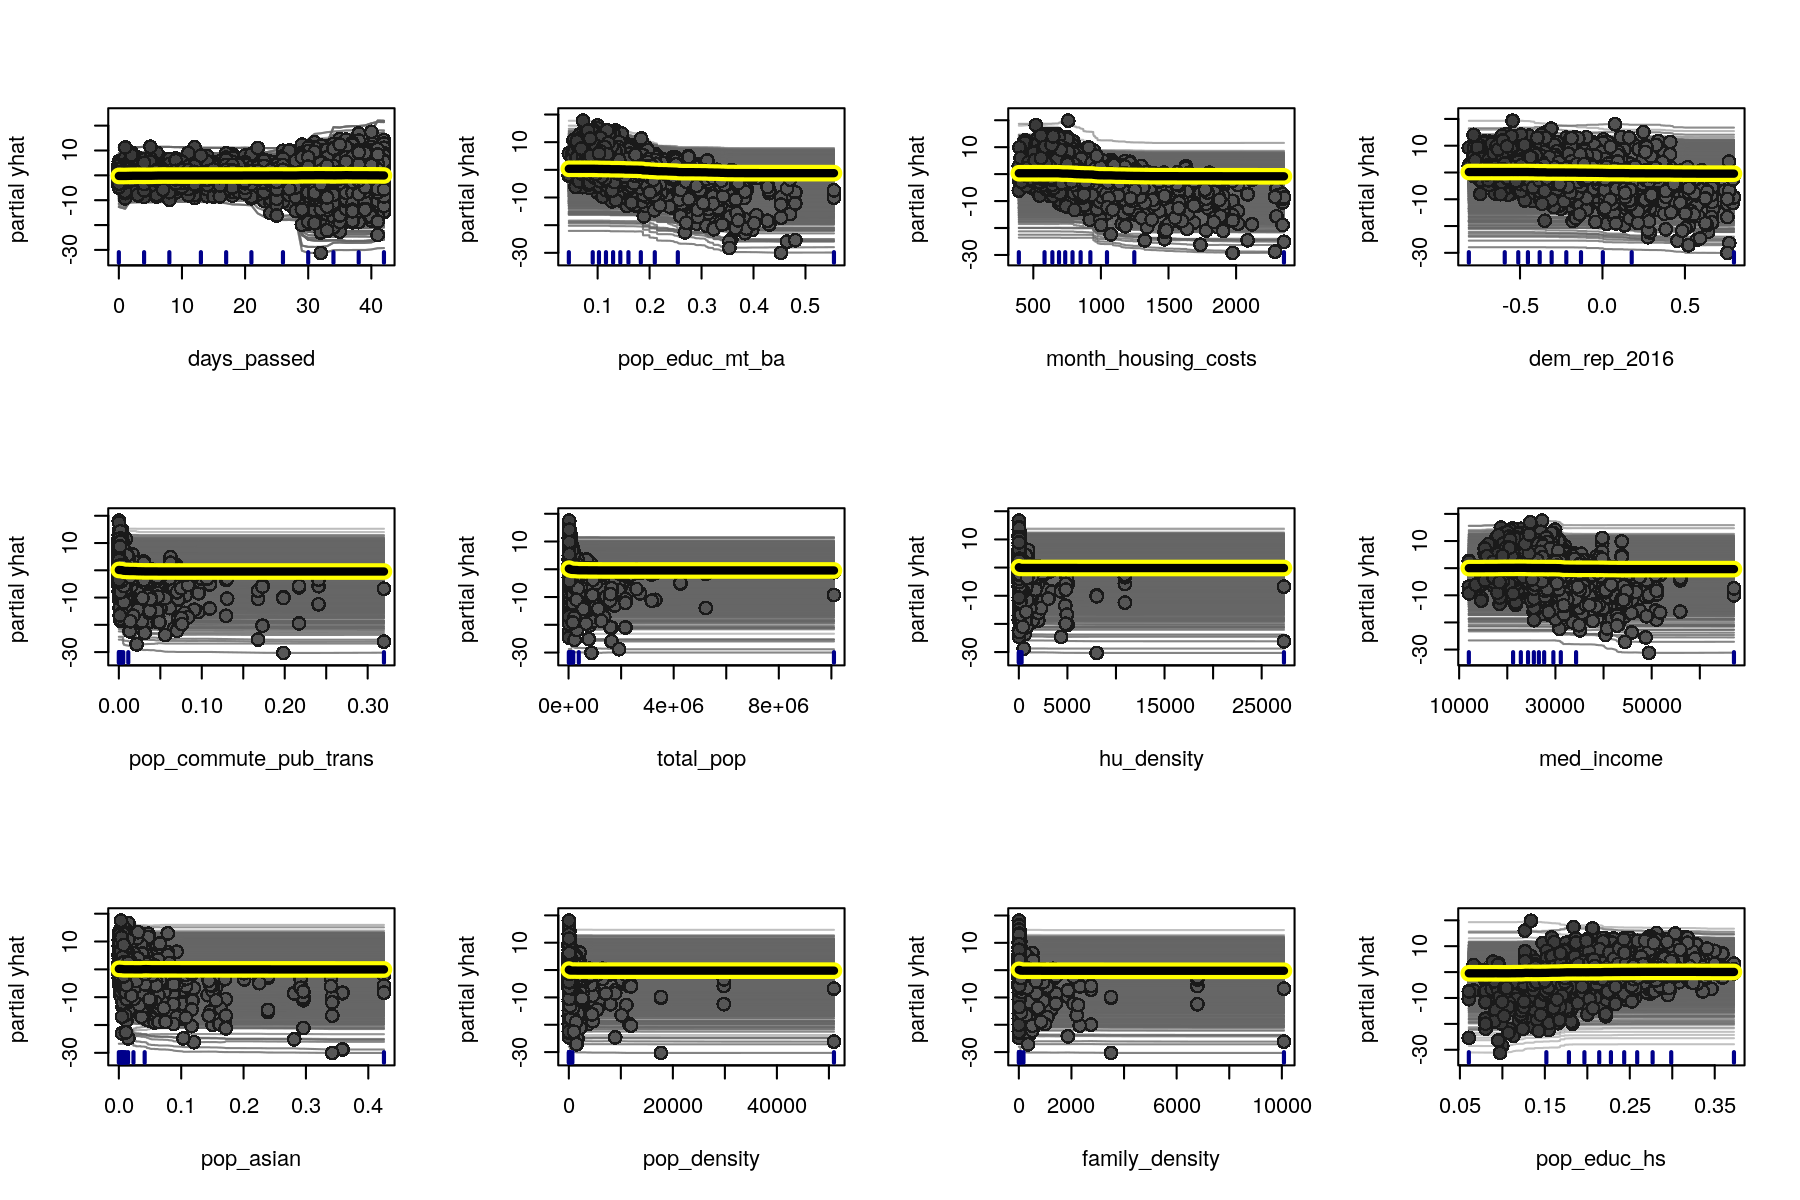 partial yhat
10
-10
-30
0 10 20 30 40
days_passed
partial yhat
10
-10
-30
0.1 0.2 0.3 0.4 0.5
pop_educ_mt_ba
partial yhat
10
-10
-30
500 1000 1500 2000
month_housing_costs
partial yhat
10
-10
-30
-0.5 0.0 0.5
dem_rep_2016
partial yhat
10
-10
-30
0.00 0.10 0.20 0.30
pop_commute_pub_trans
partial yhat
10
-10
-30
0e+00 4e+06 8e+06
total_pop
partial yhat
10
-10
-30
0 5000 15000 25000
hu_density
partial yhat
10
-10
-30
10000 30000 50000
med_income
partial yhat
10
-10
-30
0.0 0.1 0.2 0.3 0.4
pop_asian
partial yhat
10
-10
-30
0 20000 40000
pop_density
partial yhat
10
-10
-30
0 2000 6000 10000
family_density
partial yhat
10
-10
-30
0.05 0.15 0.25 0.35
pop_educ_hs